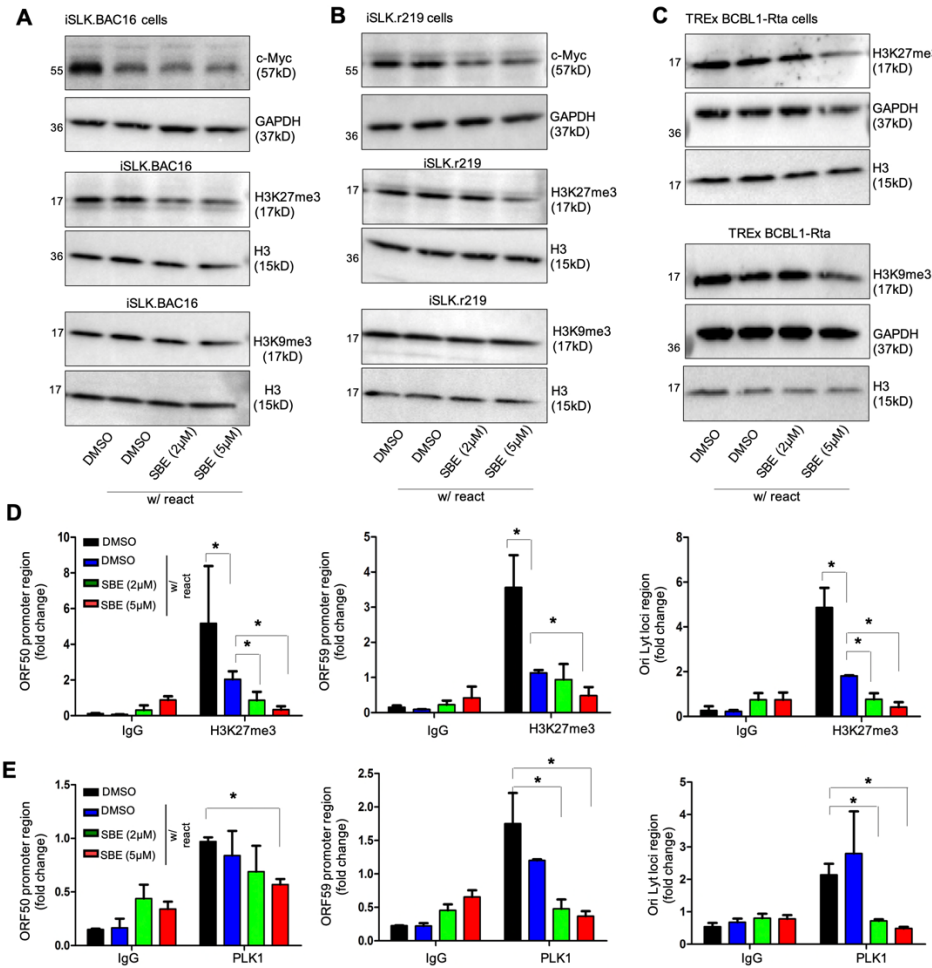 A
iSLK.BAC16 cells
55
c-Myc
(57kD)
36
GAPDH
(37kD)
iSLK.BAC16
17
H3K27me3
(17kD)
36
H3
(15kD)
iSLK.BAC16
17
H3K9me3
(17kD)
17
H3
(15kD)
DMSO
DMSO
SBE (2µM)
SBE (5µM)
w/ react
B
iSLK.r219 cells
55
c-Myc
(57kD)
36
GAPDH
(37kD)
iSLK.r219
17
H3K27me3
(17kD)
36
H3
(15kD)
iSLK.r219
17
H3K9me3
(17kD)
17
H3
(15kD)
DMSO
DMSO
SBE (2µM)
SBE (5µM)
w/ react
C
TREx BCBL1-Rta cells
17
H3K27me
(17kD)
36
GAPDH
(37kD)
17
H3
(15kD)
TREx BCBL1-Rta
17
H3K9me3
(17kD)
36
GAPDH
(37kD)
17
H3
(15kD)
DMSO
DMSO
SBE (2µM)
SBE (5µM)
w/ react
D
ORF50 promoter region
(fold change)
10
8
6
4
2
0
DMSO
DMSO
SBE (2µM)
SBE (5µM)
w/
react
*
*
*
IgG
H3K27me3
ORF59 promoter region
(fold change)
5
4
3
2
1
0
*
*
IgG
H3K27me3
Ori Lyt loci region
(fold change)
8
6
4
2
0
*
*
*
IgG
H3K27me3
E
ORF50 promoter region
(fold change)
1.5
1.0
0.5
0.0
DMSO
DMSO
SBE (2µM)
SBE (5µM)
w/
react
*
IgG
PLK1
ORF59 promoter region
(fold change)
2.5
2.0
1.5
1.0
0.5
0.0
*
*
IgG
PLK1
Ori Lyt loci region
(fold change)
5
4
3
2
1
0
*
*
IgG
PLK1